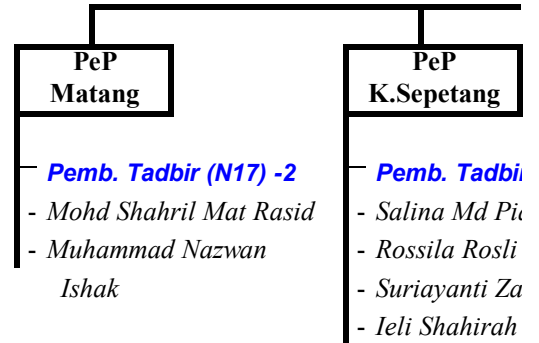 PeP
Matang
Pemb. Tadbir (N17) -2
- Mohd Shahril Mat Rasid
- Muhammad Nazwan
Ishak
PeP
K.Sepetang
Pemb.
- Salina Md
- Rossila Rosli
- Suriayanti
- Ieli Shahirah